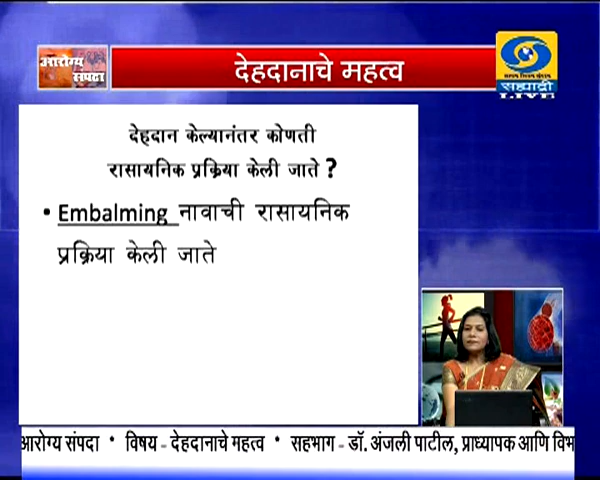 आरोग्य
संपदा
देहदानाचे महत्व
सह्याद्री
LIVE
देहदान केल्यानंतर कोणती
रासायनिक प्रक्रिया केली जाते ?
• Embalming नावाची रासायनिक
प्रक्रिया केली जाते
आरोग्य संपदा * विषय - देहदानाचे महत्व * सहभाग - डॉ. अंजली पाटील, प्राध्यापक आणि विभ